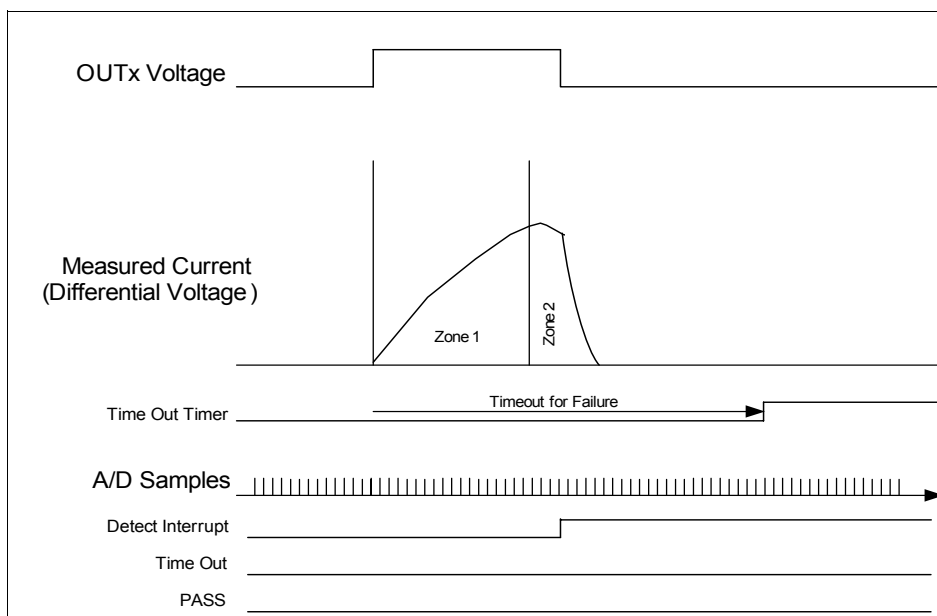 OUTx Voltage
Measured Current
(Differential Voltage)
Zone 1
Zone 2
Time Out Timer
Timeout for Failure
A/D Samples
Detect Interrupt
Time Out
PASS